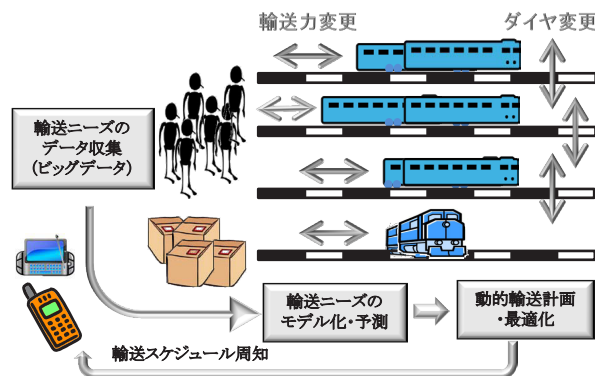 輸送力変更
ダイヤ変更
輸送ニーズの
データ収集
(ビッグデータ)
輸送ニーズの
モデル化・予測
動的輸送計画
・最適化
輸送スケジュール周知